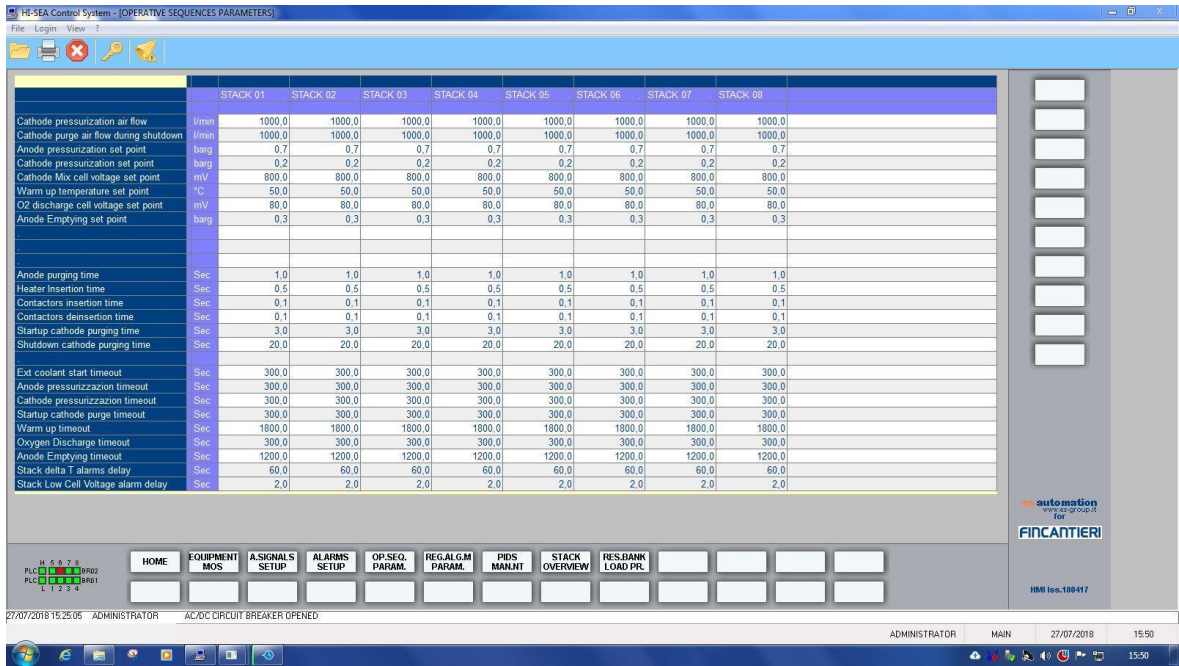 HI-SEA Control System - [OPERATIVE SEQUENCES PARAMETERS]
File Login View ?
STACK 01 STACK 02 STACK 03 STACK 04 STACK 05 STACK 06 STACK 07 STACK 08
Cathode pressurization air flow l/min 1000,0 1000,0 1000,0 1000,0 1000,0 1000,0 1000,0 1000,0
Cathode purge air flow during shutdown l/min 1000,0 1000,0 1000,0 1000,0 1000,0 1000,0 1000,0 1000,0
Anode pressurization set point barg 0,7 0,7 0,7 0,7 0,7 0,7 0,7 0,7
Cathode pressurization set point barg 0,2 0,2 0,2 0,2 0,2 0,2 0,2 0,2
Cathode Mix cell voltage set point mV 800,0 800,0 800,0 800,0 800,0 800,0 800,0 800,0
Warm up temperature set point °C 50,0 50,0 50,0 50,0 50,0 50,0 50,0 50,0
O2 discharge cell voltage set point mV 80,0 80,0 80,0 80,0 80,0 80,0 80,0 80,0
Anode Emptying set point barg 0,3 0,3 0,3 0,3 0,3 0,3 0,3 0,3
Anode purging time Sec 1,0 1,0 1,0 1,0 1,0 1,0 1,0 1,0
Heater Insertion time Sec 0,5 0,5 0,5 0,5 0,5 0,5 0,5 0,5
Contactors insertion time Sec 0,1 0,1 0,1 0,1 0,1 0,1 0,1 0,1
Contactors deinsertion time Sec 0,1 0,1 0,1 0,1 0,1 0,1 0,1 0,1
Startup cathode purging time Sec 3,0 3,0 3,0 3,0 3,0 3,0 3,0 3,0
Shutdown cathode purging time Sec 20,0 20,0 20,0 20,0 20,0 20,0 20,0 20,0
Ext coolant start timeout Sec 300,0 300,0 300,0 300,0 300,0 300,0 300,0 300,0
Anode pressurizzazion timeout Sec 300,0 300,0 300,0 300,0 300,0 300,0 300,0 300,0
Cathode pressurizzazion timeout Sec 300,0 300,0 300,0 300,0 300,0 300,0 300,0 300,0
Startup cathode purge timeout Sec 300,0 300,0 300,0 300,0 300,0 300,0 300,0 300,0
Warm up timeout Sec 1800,0 1800,0 1800,0 1800,0 1800,0 1800,0 1800,0 1800,0
Oxygen Discharge timeout Sec 300,0 300,0 300,0 300,0 300,0 300,0 300,0 300,0
Anode Emptying timeout Sec 1200,0 1200,0 1200,0 1200,0 1200,0 1200,0 1200,0 1200,0
Stack delta T alarms delay Sec 60,0 60,0 60,0 60,0 60,0 60,0 60,0 60,0
Stack Low Cell Voltage alarm delay Sec 2,0 2,0 2,0 2,0 2,0 2,0 2,0 2,0
es automation
www.es-group.it
for
FINCANTIERI
HMI Iss.180417
H 5 6 7 8
PLC BRD2
PLC BRD1
L 1 2 3 4
HOME
EQUIPMENT MOS
A.SIGNALS SETUP
ALARMS SETUP
OP.SEQ. PARAM.
REG.ALG.M PARAM.
PIDS MAN.NT
STACK OVERVIEW
RES.BANK LOAD PR.
27/07/2018 15:25:05 ADMINISTRATOR AC/DC CIRCUIT BREAKER OPENED
ADMINISTRATOR MAIN 27/07/2018 15:50
15:50